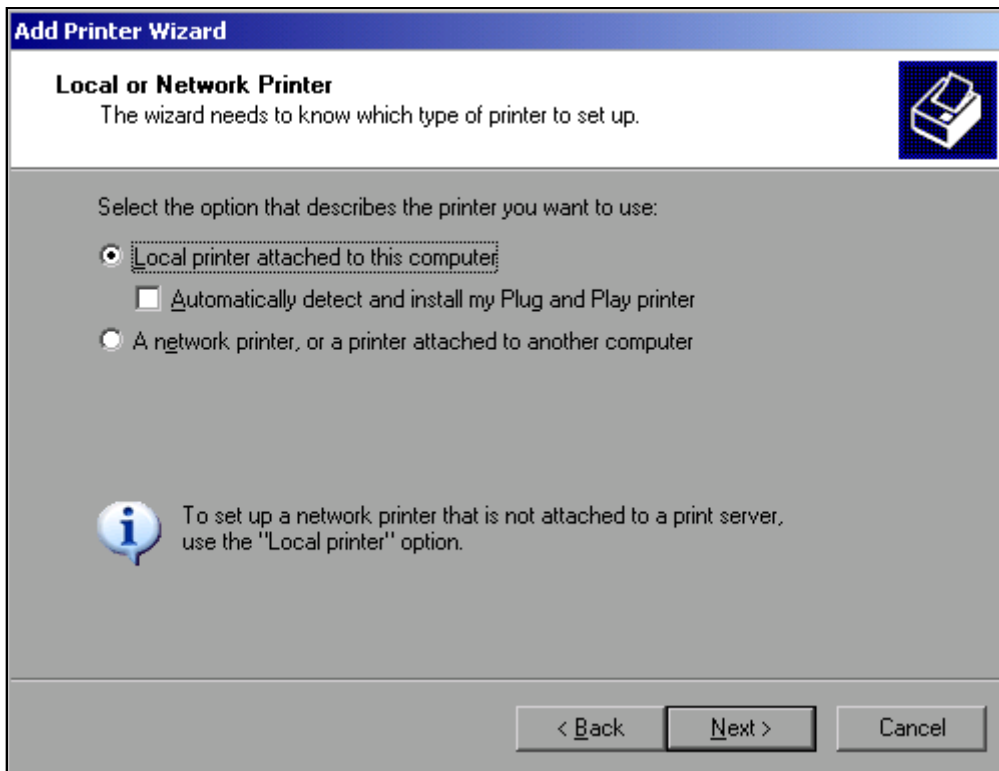 Add Printer Wizard
Local or Network Printer
The wizard needs to know which type of printer to set up.
Select the option that describes the printer you want to use:
Local printer attached to this computer
Automatically detect and install my Plug and Play printer
A network printer, or a printer attached to another computer
To set up a network printer that is not attached to a print server,
use the "Local printer" option.
< Back Next > Cancel